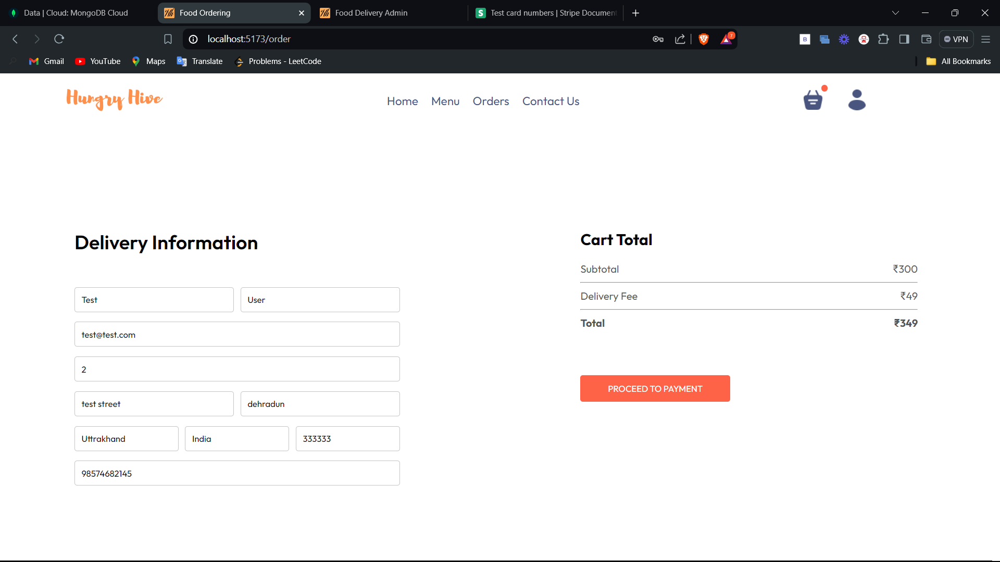 Data | Cloud: MongoDB Cloud
Food Ordering
Food Delivery Admin
Test card numbers | Stripe Document
localhost:5173/order
7
B
VPN
Gmail
YouTube
Maps
Translate
Problems - LeetCode
All Bookmarks
Hungry Hive
Home Menu Orders Contact Us
Delivery Information
Test
User
test@test.com
2
test street
dehradun
Uttrakhand
India
333333
98574682145
Cart Total
Subtotal ₹300
Delivery Fee ₹49
Total ₹349
PROCEED TO PAYMENT